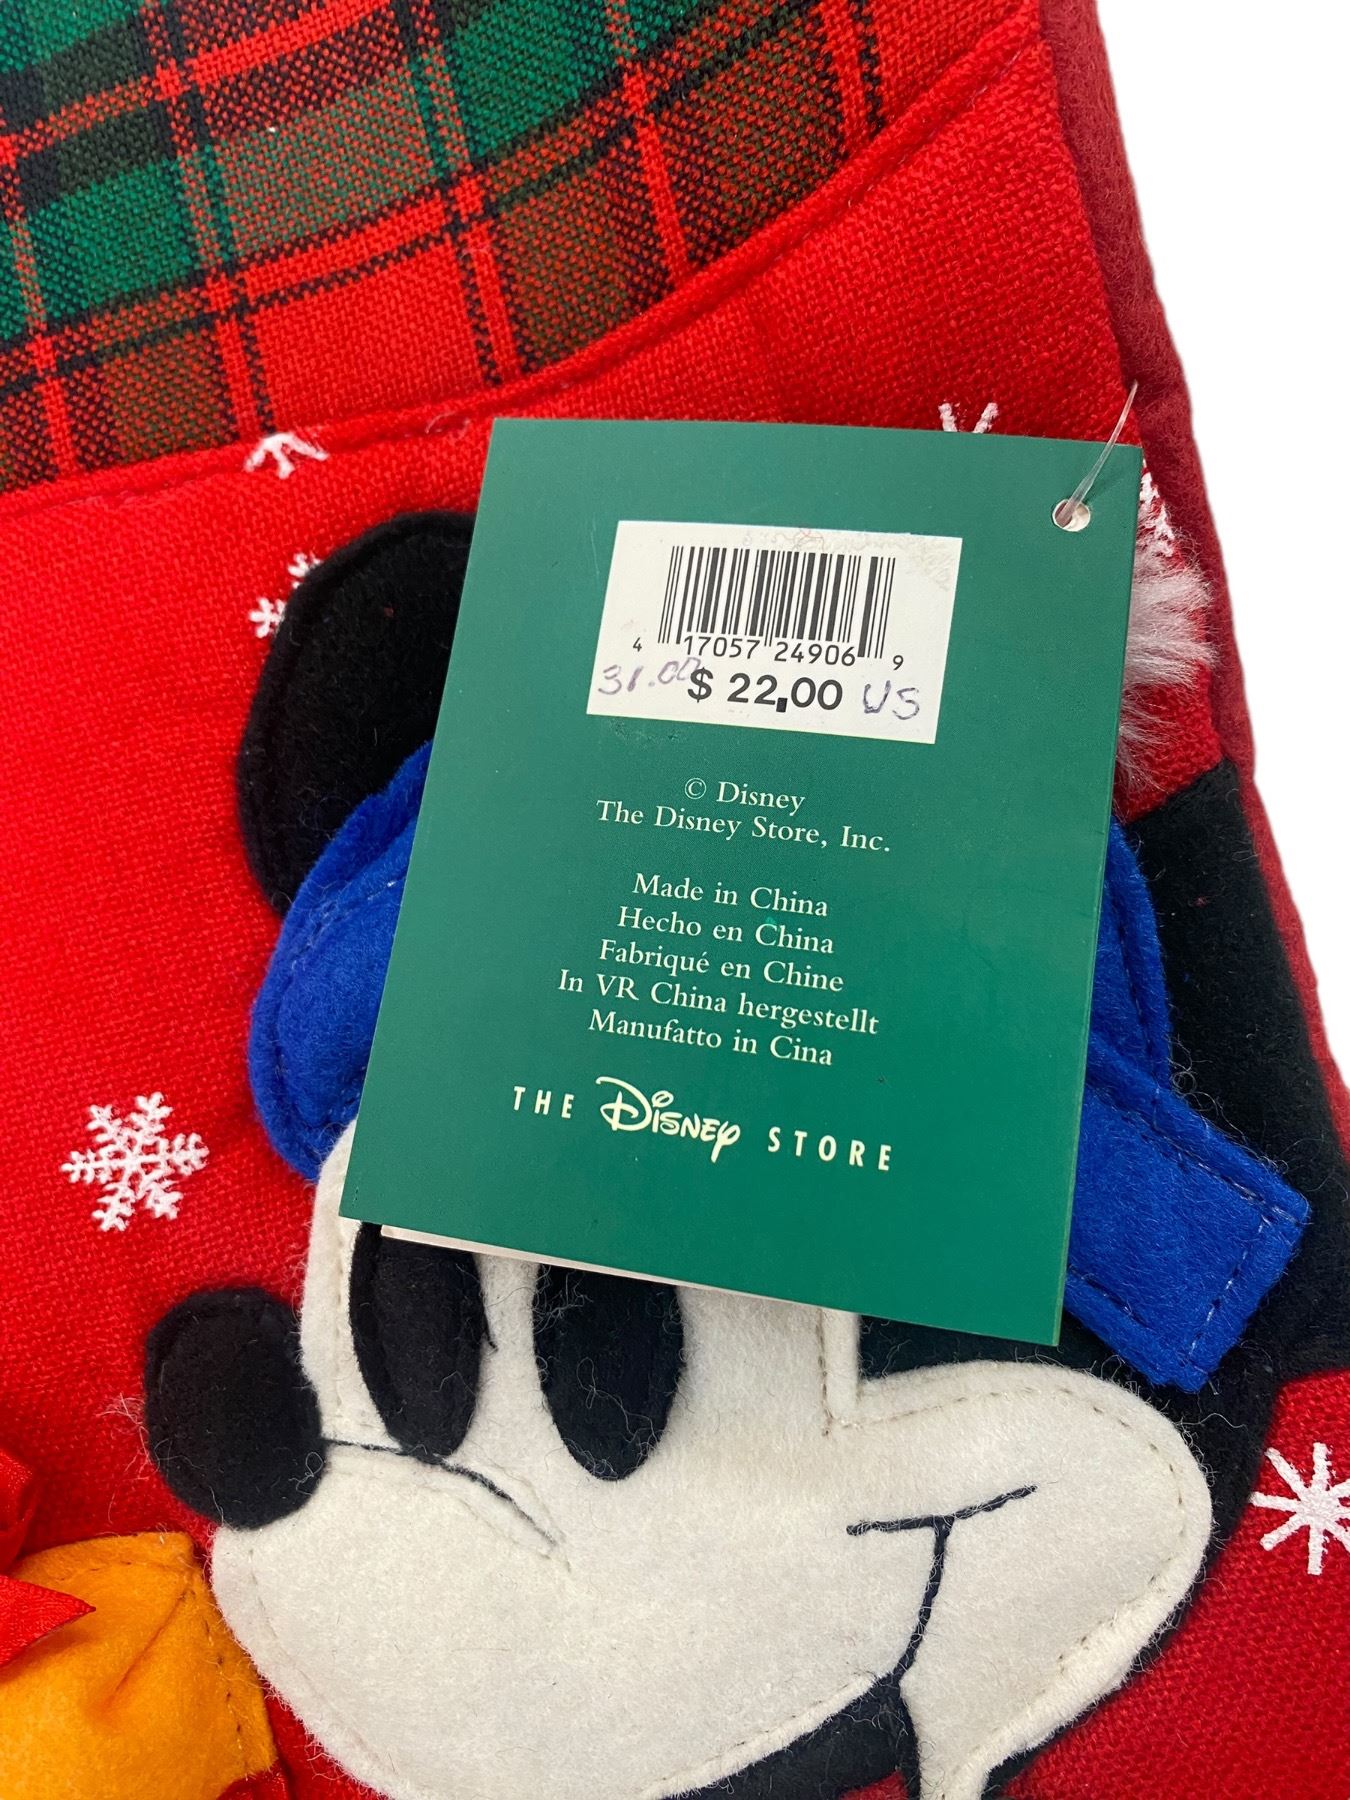 4 17057 24906 9
31.00 $ 22.00 US
© Disney
The Disney Store, Inc.
Made in China
Hecho en China
Fabriqué en Chine
In VR China hergestellt
Manufatto in Cina
THE Disney STORE